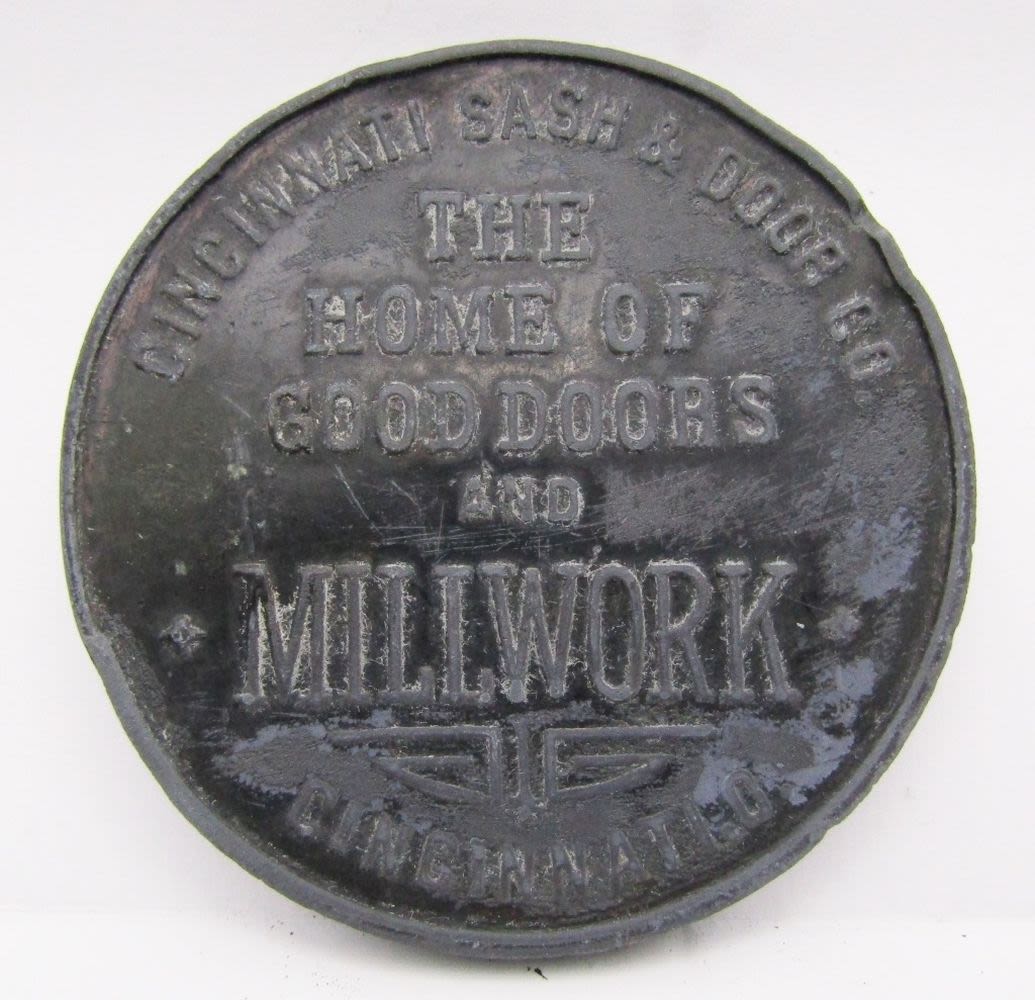 CINCINNATI SASH & DOOR CO.
THE
HOME OF
GOOD DOORS
AND
MILLWORK
CINCINNATI, O.